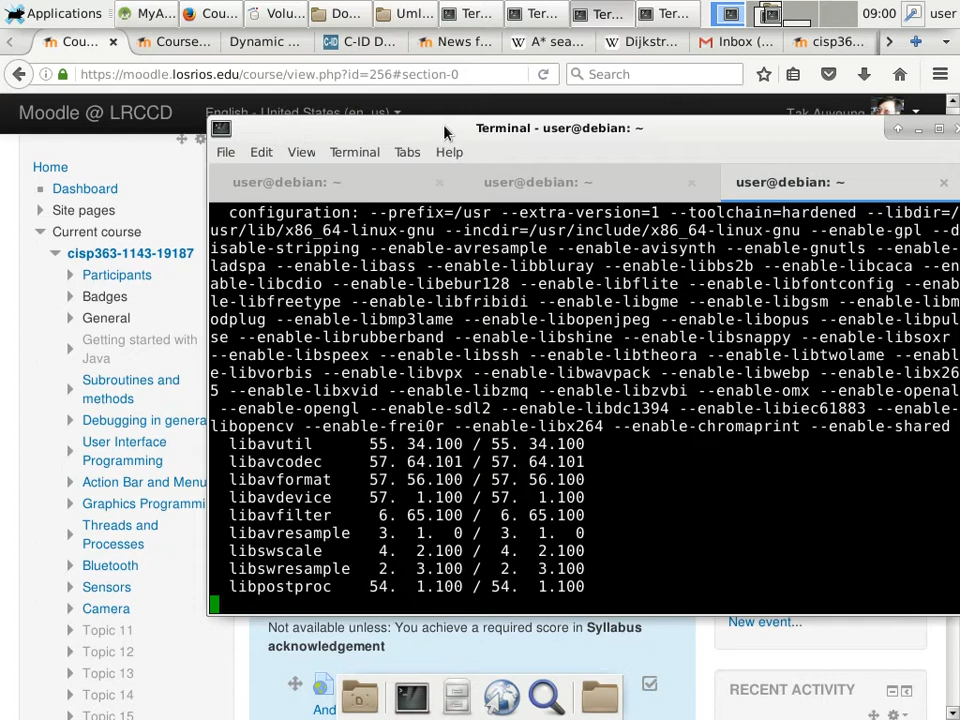 Applications
MyA...
Cou...
Volu...
Do...
Uml...
Term...
Term...
Ter...
Term...
09:00
user
Cou...
Course...
Dynamic ...
C-ID D...
News f...
A* sea...
Dijkstr...
Inbox (...
cisp36...
https://moodle.losrios.edu/course/view.php?id=256#section-0
Search
Moodle @ LRCCD
English - United States (en_us)
Tak Auyoung
Home
Dashboard
Site pages
Current course
cisp363-1143-19187
Participants
Badges
General
Getting started with
Java
Subroutines and
methods
Debugging in genera
User Interface
Programming
Action Bar and Menu
Graphics Programmi
Threads and
Processes
Bluetooth
Sensors
Camera
Topic 11
Topic 12
Topic 13
Topic 14
Topic 15
Terminal - user@debian: ~
File Edit View Terminal Tabs Help
user@debian: ~
user@debian: ~
user@debian: ~
configuration: --prefix=/usr --extra-version=1 --toolchain=hardened --libdir=/
usr/lib/x86_64-linux-gnu --incdir=/usr/include/x86_64-linux-gnu --enable-gpl --d
isable-stripping --enable-avresample --enable-avisynth --enable-gnutls --enable-
ladspa --enable-libass --enable-libbluray --enable-libbs2b --enable-libcaca --en
able-libcdio --enable-libebur128 --enable-libflite --enable-libfontconfig --enab
le-libfreetype --enable-libfribidi --enable-libgme --enable-libgsm --enable-libm
odplug --enable-libmp3lame --enable-libopenjpeg --enable-libopus --enable-libpul
se --enable-librubberband --enable-libshine --enable-libsnappy --enable-libsoxr
--enable-libspeex --enable-libssh --enable-libtheora --enable-libtwolame --enabl
e-libvorbis --enable-libvpx --enable-libwavpack --enable-libwebp --enable-libx26
5 --enable-libxvid --enable-libzmq --enable-libzvbi --enable-omx --enable-openal
--enable-opengl --enable-sdl2 --enable-libdc1394 --enable-libiec61883 --enable-
libopencv --enable-frei0r --enable-libx264 --enable-chromaprint --enable-shared
libavutil 55. 34.100 / 55. 34.100
libavcodec 57. 64.101 / 57. 64.101
libavformat 57. 56.100 / 57. 56.100
libavdevice 57. 1.100 / 57. 1.100
libavfilter 6. 65.100 / 6. 65.100
libavresample 3. 1. 0 / 3. 1. 0
libswscale 4. 2.100 / 4. 2.100
libswresample 2. 3.100 / 2. 3.100
libpostproc 54. 1.100 / 54. 1.100
Not available unless: You achieve a required score in Syllabus
acknowledgement
And
New event...
RECENT ACTIVITY